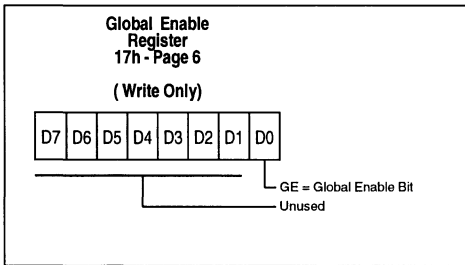 Global Enable
Register
17h - Page 6
( Write Only)
D7 D6 D5 D4 D3 D2 D1 D0
GE = Global Enable Bit
Unused